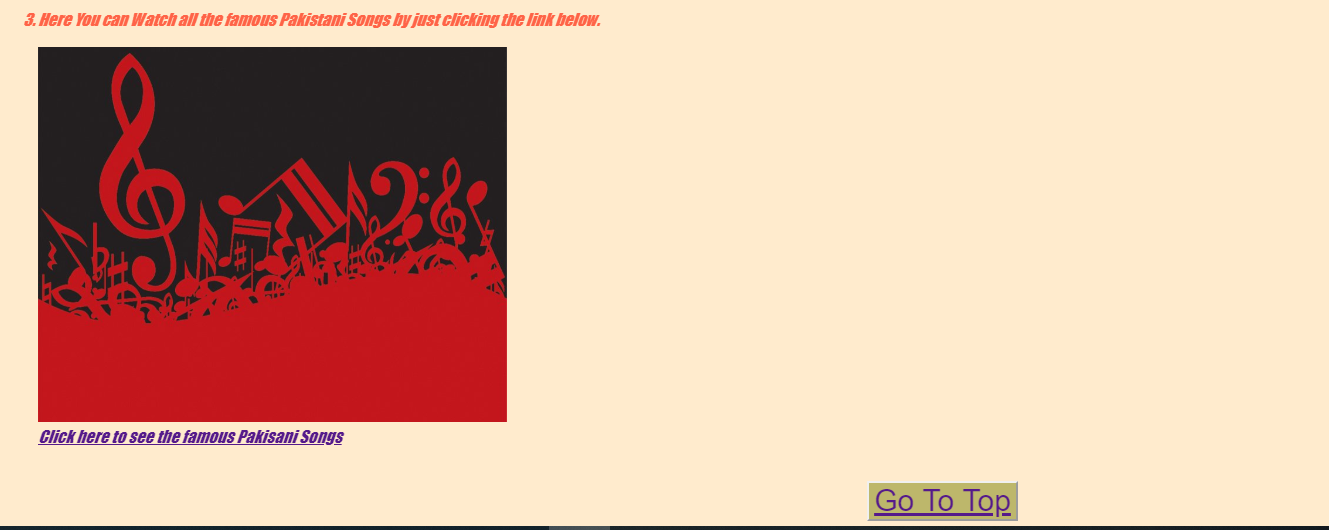 3. Here You can Watch all the famous Pakistani Songs by just clicking the link below.
Click here to see the famous Pakisani Songs
Go To Top